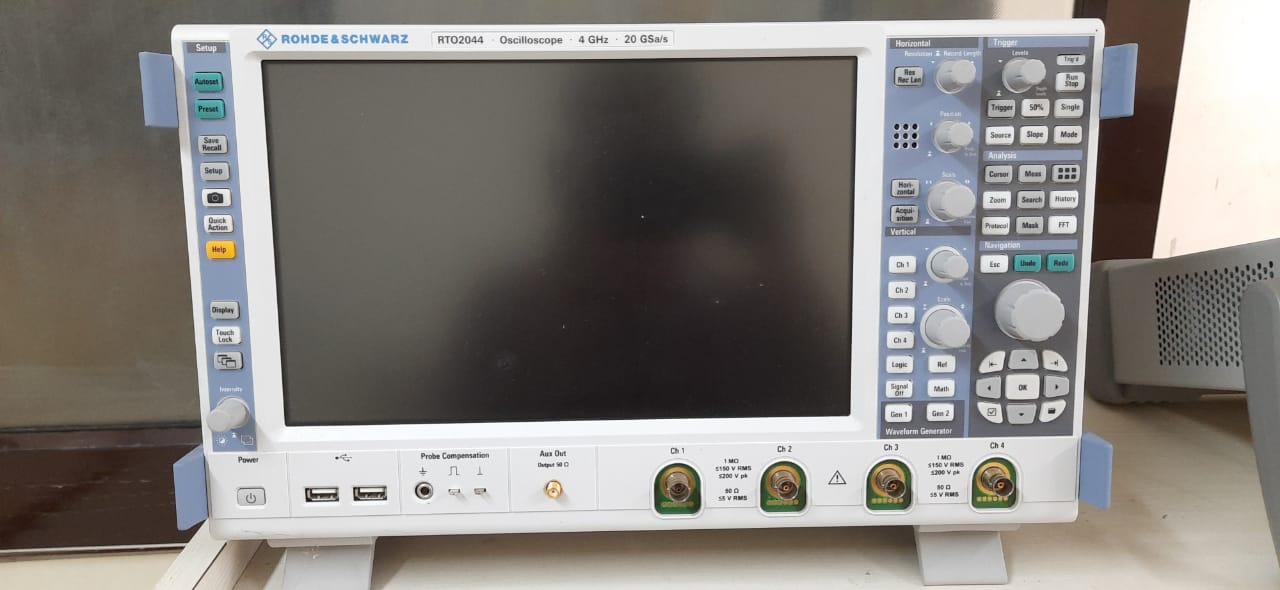 ROHDE & SCHWARZ
RTO2044 · Oscilloscope · 4 GHz · 20 GSa/s
Setup
Autoset
Preset
Save
Recall
Setup
Quick
Action
Help
Display
Touch
Lock
Intensity
Power
Probe Compensation
Aux Out
Output 50 Ω
Ch 1
1 MΩ
≤150 V RMS
≤200 V pk
50 Ω
≤5 V RMS
Ch 2
Ch 3
1 MΩ
≤150 V RMS
≤200 V pk
50 Ω
≤5 V RMS
Ch 4
Horizontal
Resolution
Record Length
Res
Rec Len
Position
Scale
Hori-
zontal
Acqui-
sition
Vertical
Ch 1
Ch 2
Ch 3
Scale
Ch 4
Logic
Ref
Signal
Off
Math
Gen 1
Gen 2
Waveform Generator
Trigger
Levels
Trig'd
Run
Stop
Trigger
50%
Single
Source
Slope
Mode
Analysis
Cursor
Meas
Zoom
Search
History
Protocol
Mask
FFT
Navigation
Esc
Undo
Redo
OK